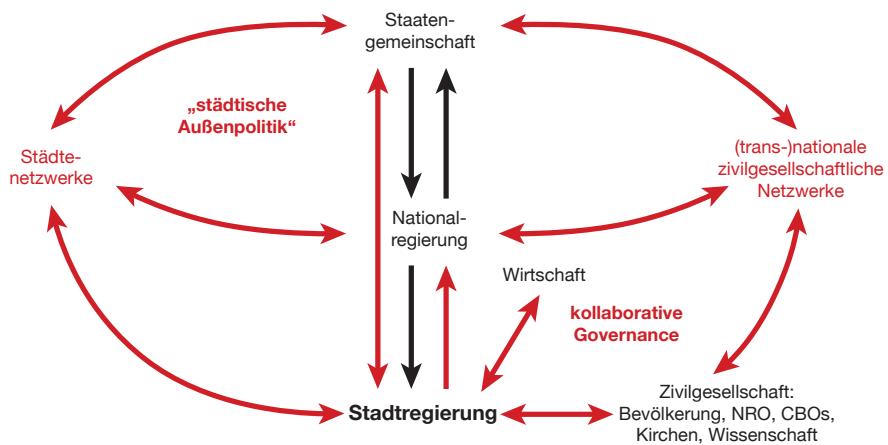 Staaten-
gemeinschaft
„städtische
Außenpolitik“
Städte-
netzwerke
(trans-)nationale
zivilgesellschaftliche
Netzwerke
National-
regierung
Wirtschaft
kollaborative
Governance
Stadtregierung
Zivilgesellschaft:
Bevölkerung, NRO, CBOs,
Kirchen, Wissenschaft